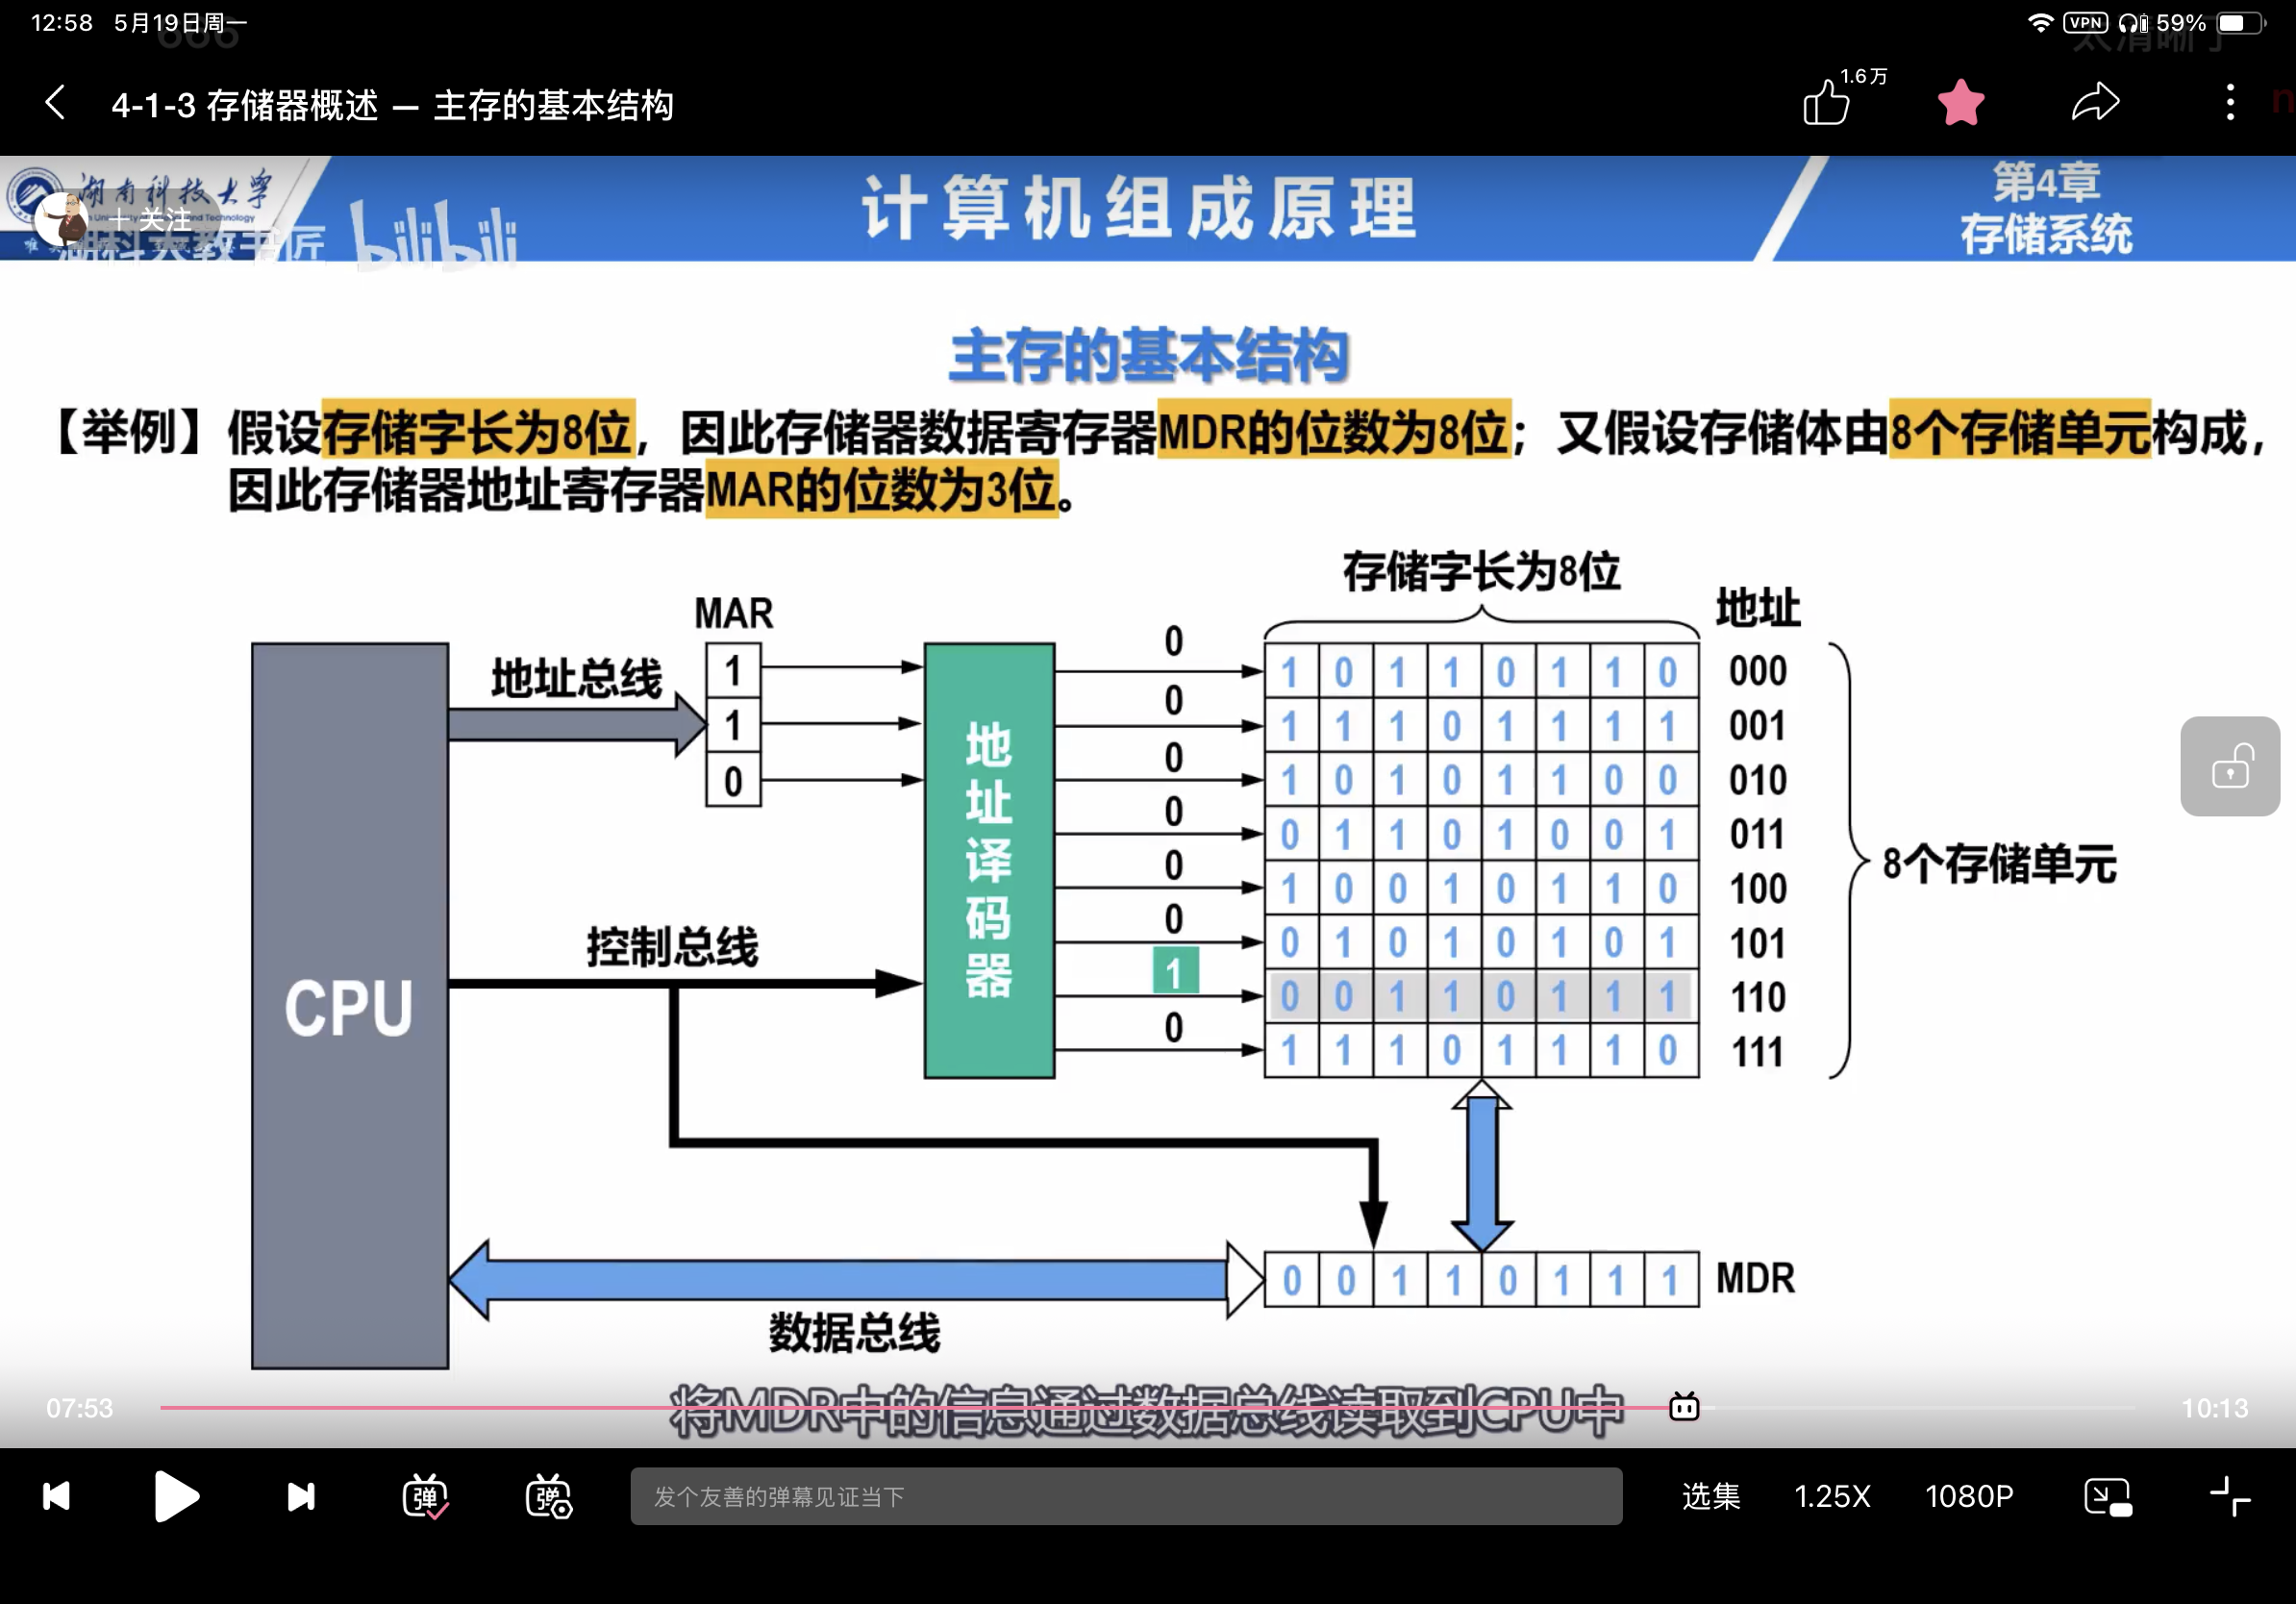 12:58 5月19日周一
666
VPN 59%
太清晰了
4-1-3 存储器概述 — 主存的基本结构
1.6万
湖南科技大学
+ 关注
湖科大教书匠 bilibili
计算机组成原理
第4章
存储系统
主存的基本结构
【举例】假设存储字长为8位，因此存储器数据寄存器MDR的位数为8位；又假设存储体由8个存储单元构成，
因此存储器地址寄存器MAR的位数为3位。
存储字长为8位
MAR
地址
地址总线
1
1
0
地址译码器
0 1 0 1 1 0 1 1 0 000
0 1 1 1 0 1 1 1 1 001
0 1 0 1 0 1 1 0 0 010
0 0 1 1 0 1 0 0 1 011
0 1 0 0 1 0 1 1 0 100
0 0 1 0 1 0 1 0 1 101
1 0 0 1 1 0 1 1 1 110
0 1 1 1 0 1 1 1 0 111
8个存储单元
控制总线
CPU
0 0 1 1 0 1 1 1 MDR
数据总线
将MDR中的信息通过数据总线读取到CPU中
07:53
10:13
弹
弹
发个友善的弹幕见证当下
选集
1.25X
1080P